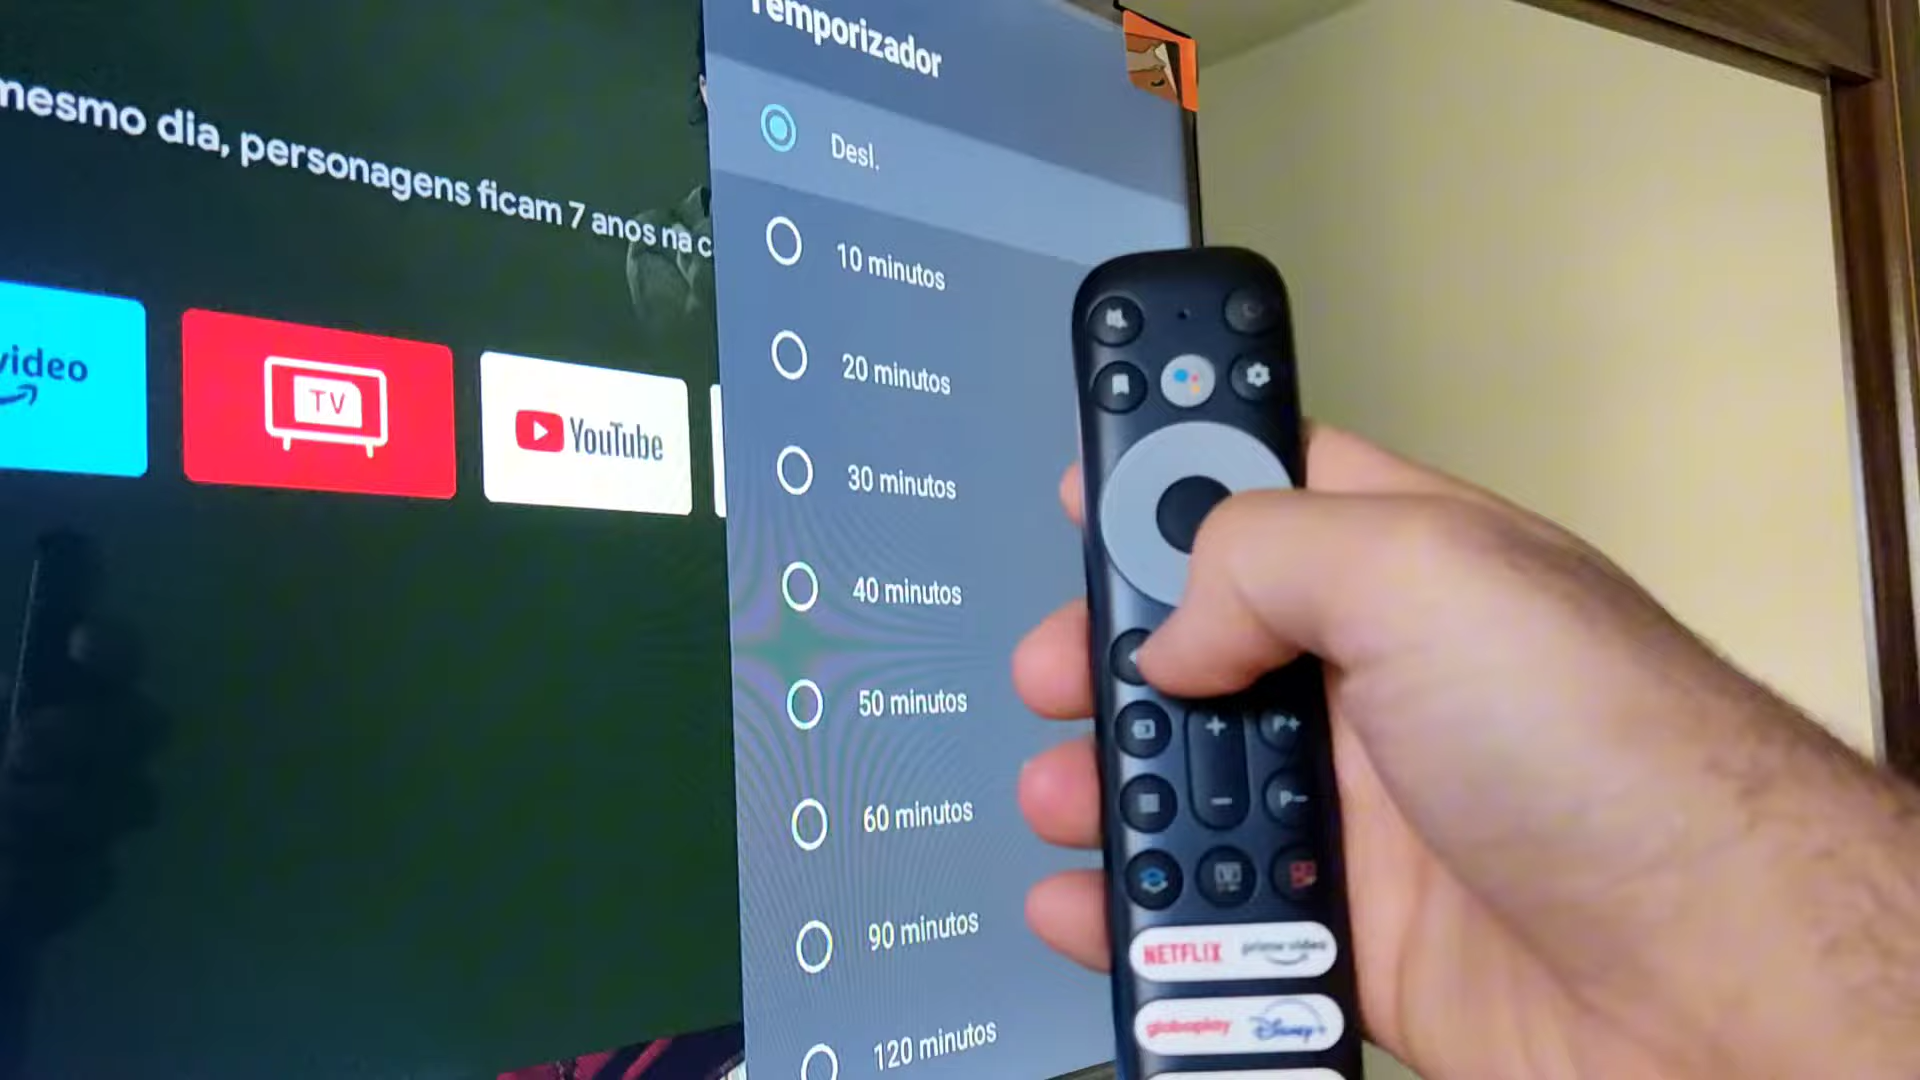 Temporizador
mesmo dia, personagens ficam 7 anos na c
Desl.
10 minutos
20 minutos
30 minutos
40 minutos
50 minutos
60 minutos
90 minutos
120 minutos
video
TV
YouTube
+
P+
−
P−
NETFLIX
prime video
globoplay
Disney+